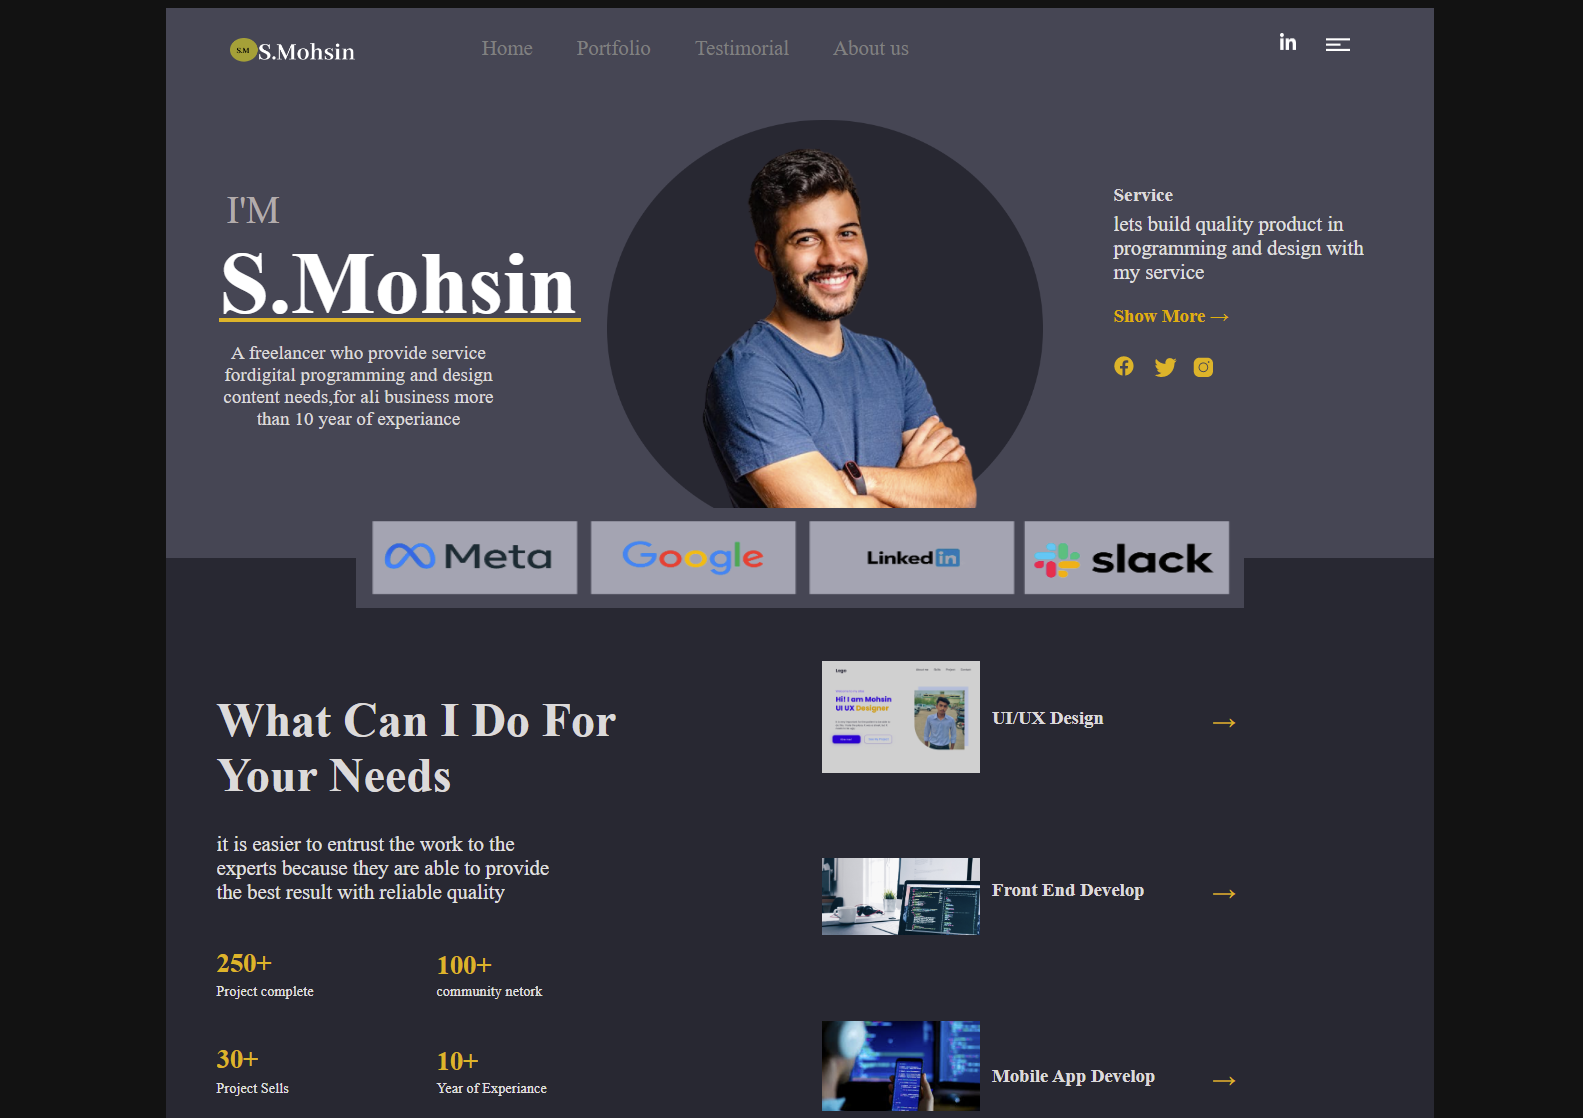 S.M S.Mohsin
Home Portfolio Testimorial About us
in
I'M
S.Mohsin
A freelancer who provide service
fordigital programming and design
content needs,for ali business more
than 10 year of experiance
Service
lets build quality product in
programming and design with
my service
Show More →
Meta
Google
Linkedin
slack
What Can I Do For
Your Needs
it is easier to entrust the work to the
experts because they are able to provide
the best result with reliable quality
250+
Project complete
100+
community netork
30+
Project Sells
10+
Year of Experiance
Logo
Hi! I am Mohsin
UI UX Designer
UI/UX Design →
Front End Develop →
Mobile App Develop →